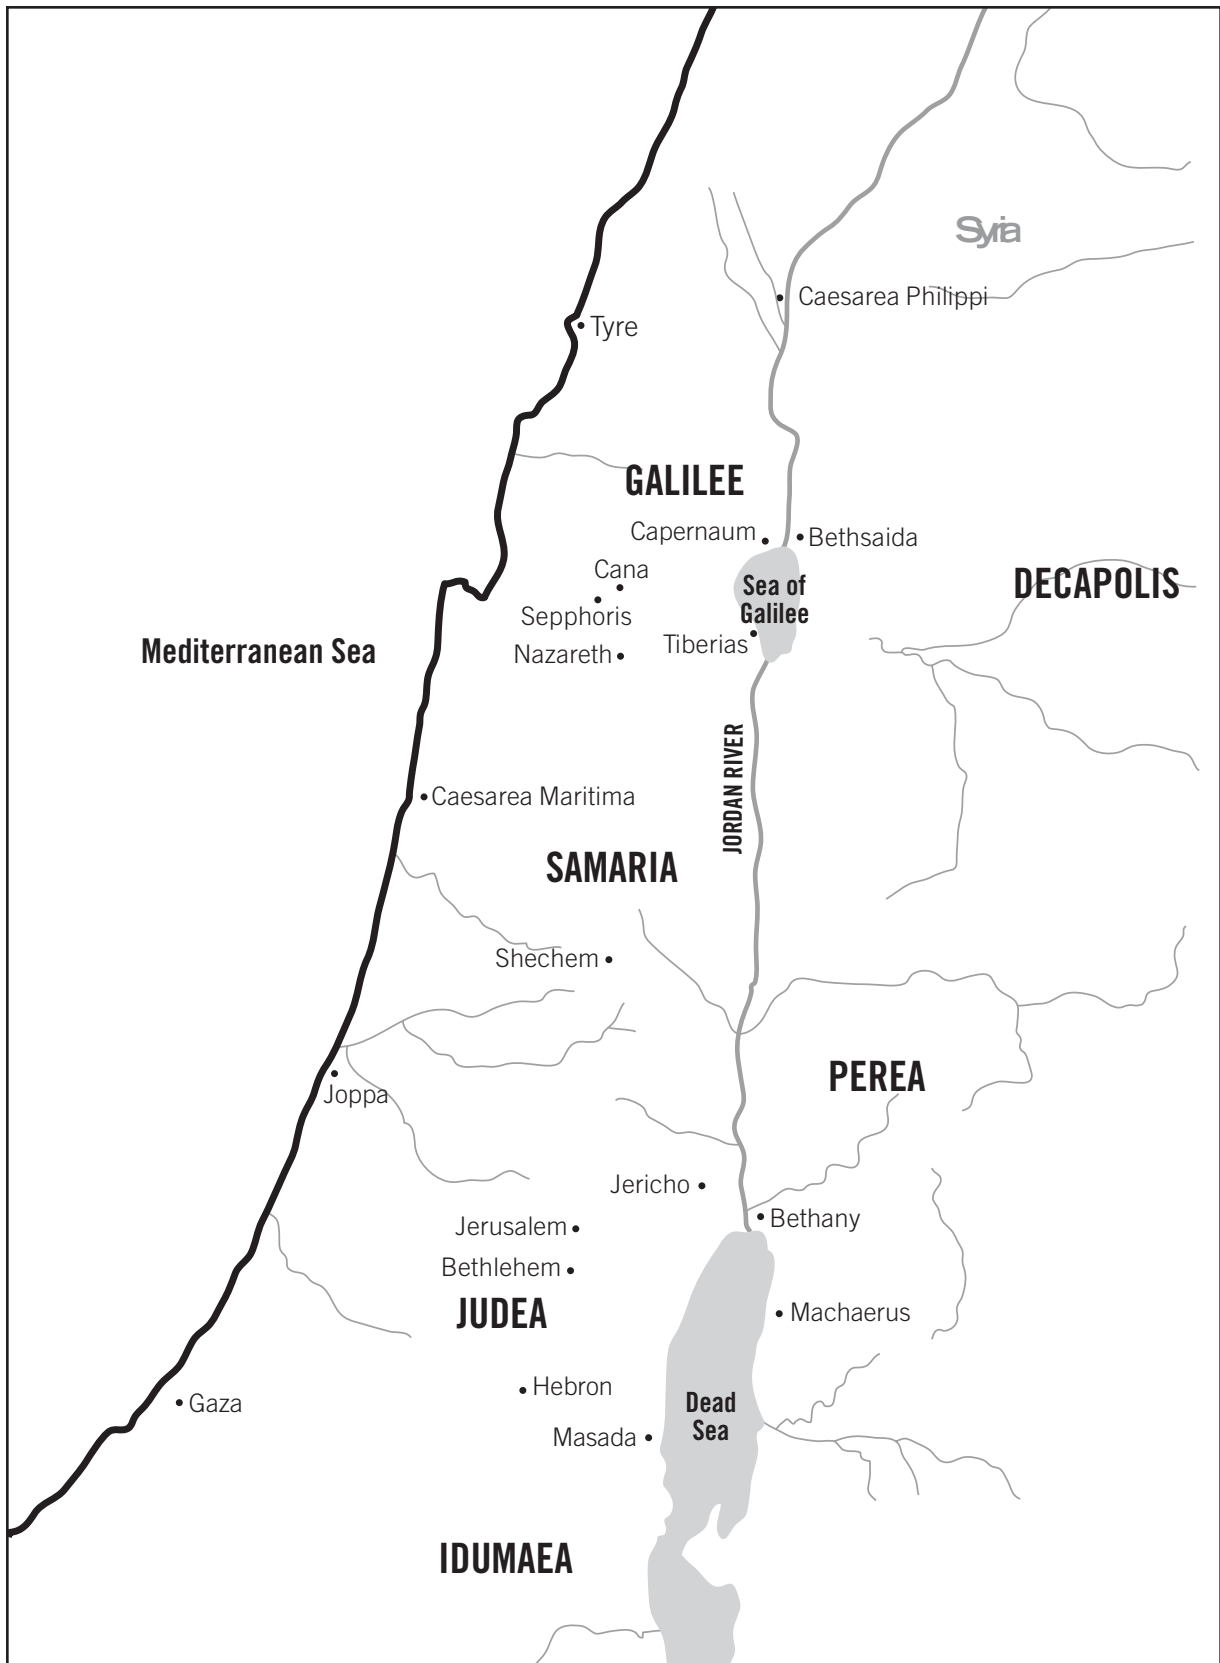 Syria
Caesarea Philippi
Tyre
GALILEE
Capernaum
Bethsaida
Cana
Sea of
Galilee
DECAPOLIS
Sepphoris
Mediterranean Sea
Tiberias
Nazareth
JORDAN RIVER
Caesarea Maritima
SAMARIA
Shechem
PEREA
Joppa
Jericho
Bethany
Jerusalem
Bethlehem
JUDEA
Machaerus
Hebron
Gaza
Dead
Sea
Masada
IDUMAEA